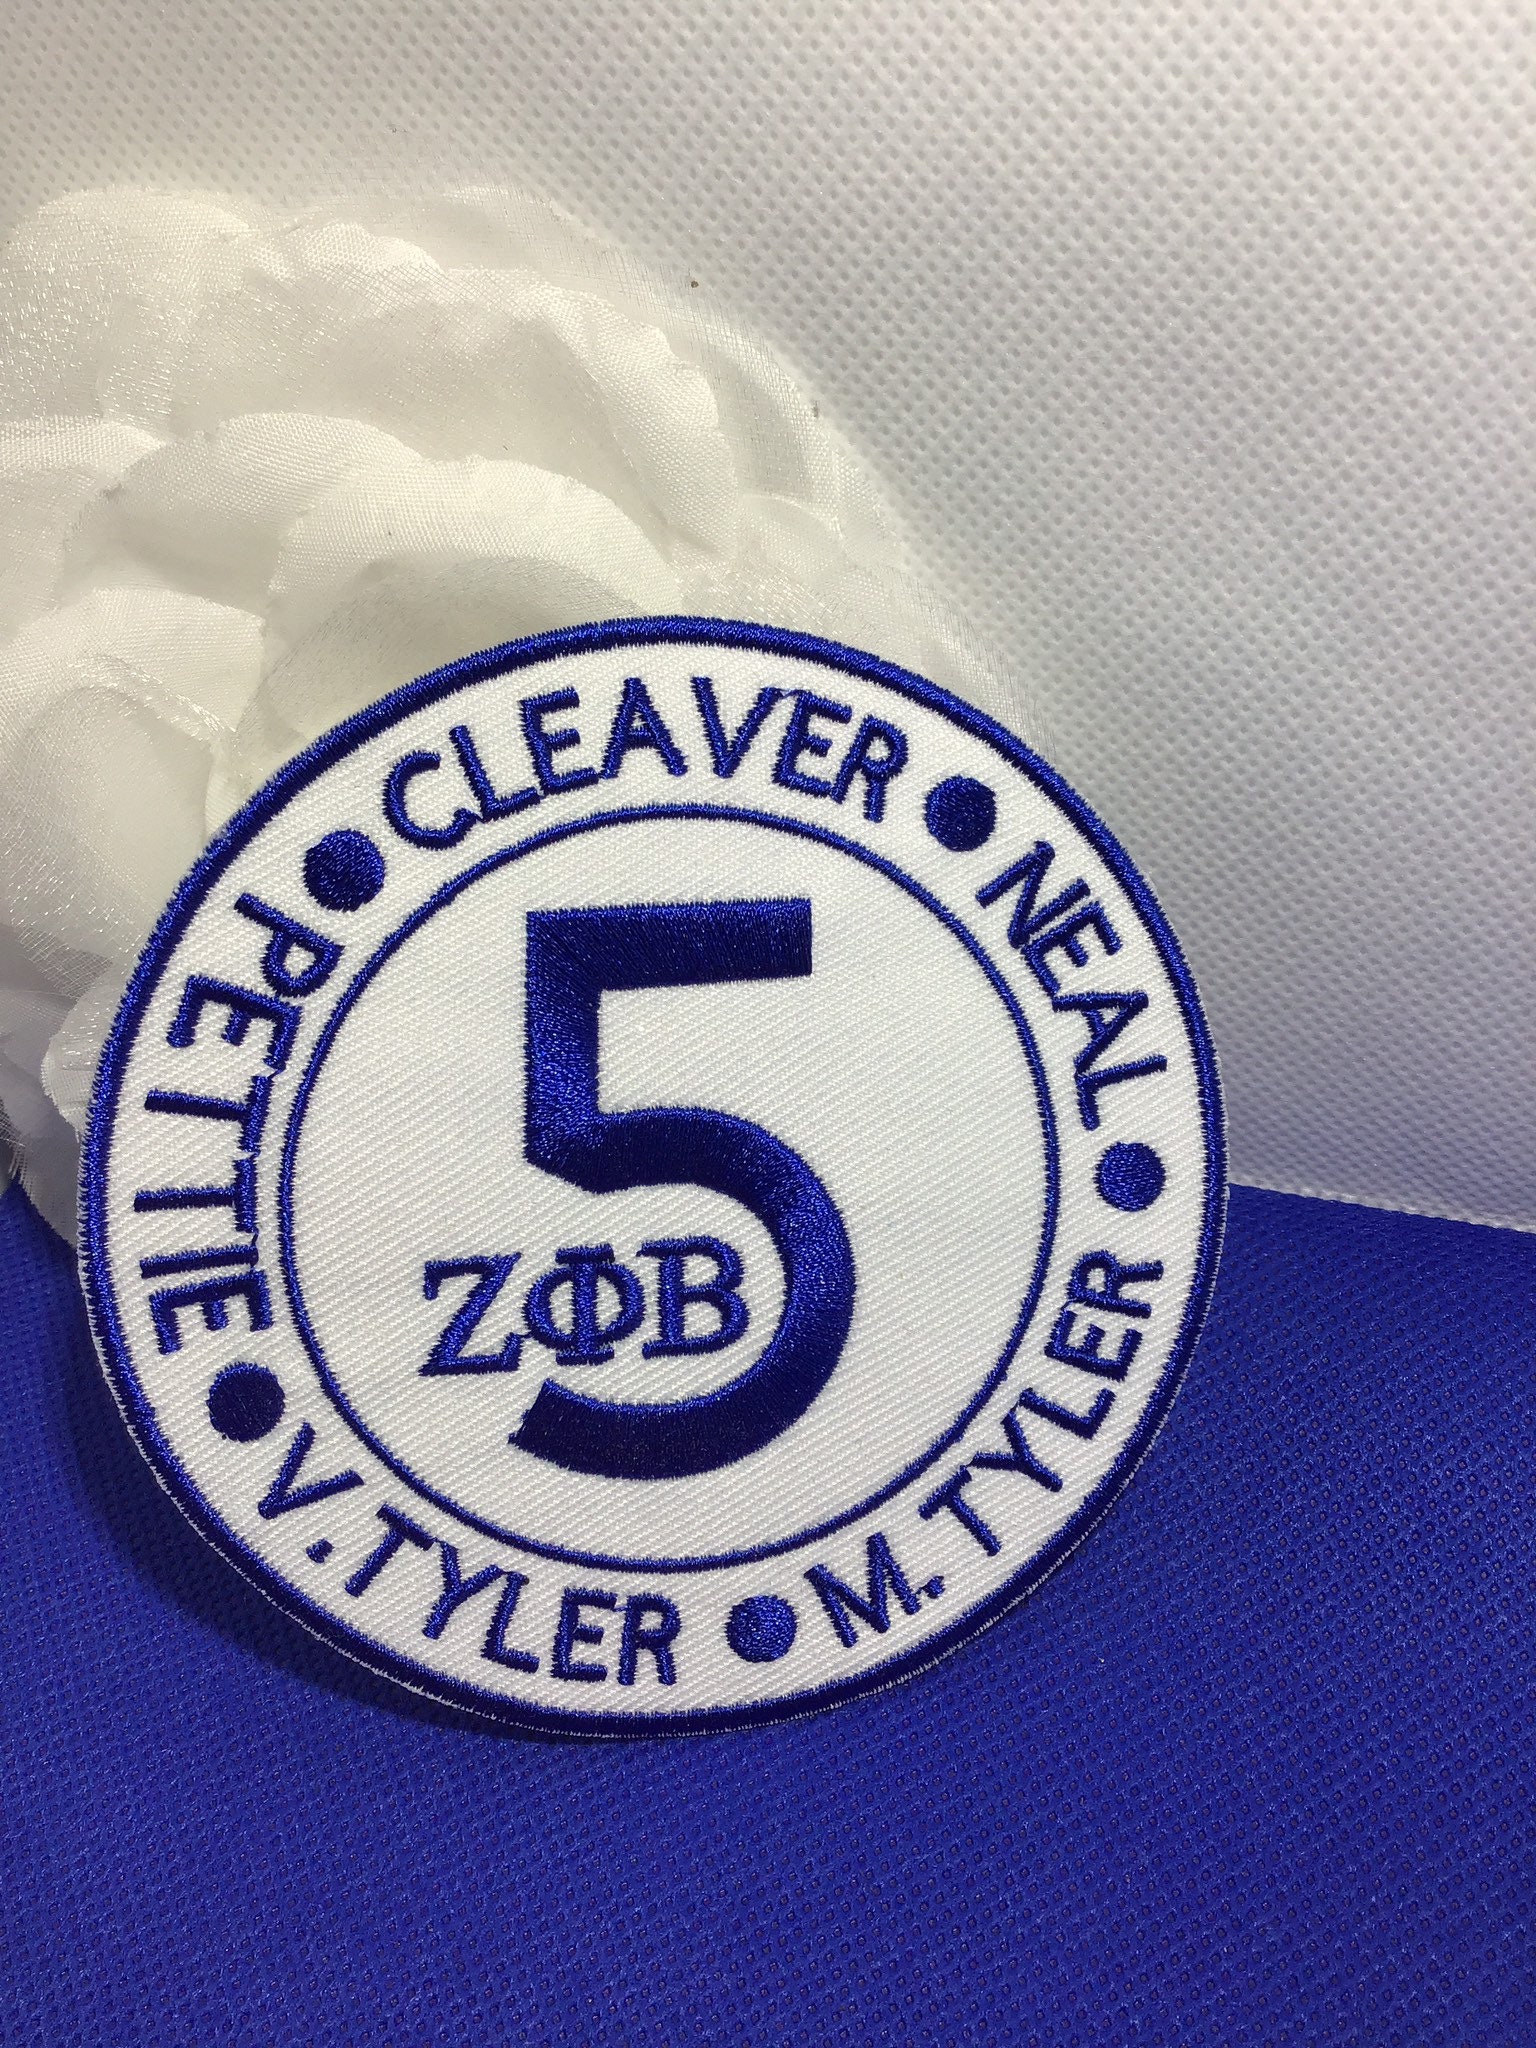 CLEAVER • NEAL • M. TYLER • V. TYLER • PETTIE •
5
ΖΦΒ